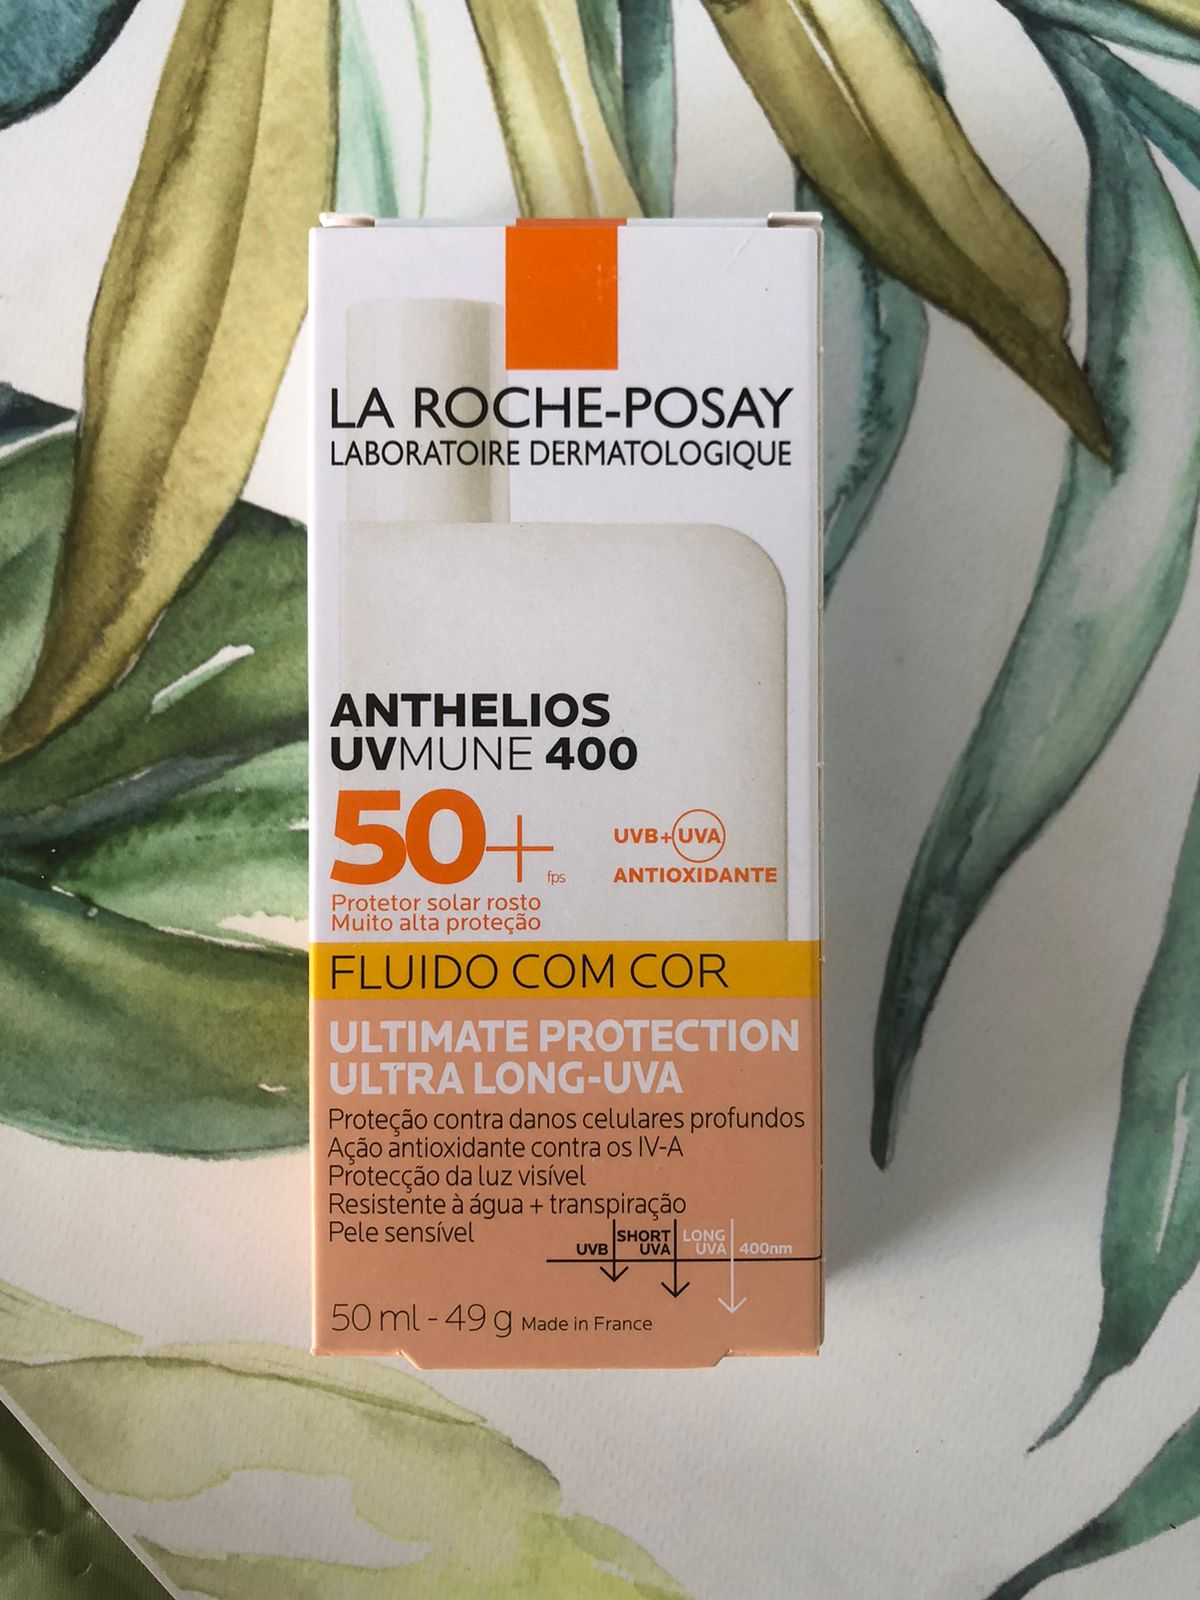 LA ROCHE-POSAY
LABORATOIRE DERMATOLOGIQUE
ANTHELIOS
UVMUNE 400
50+ fps
UVB+UVA
ANTIOXIDANTE
Protetor solar rosto
Muito alta proteção
FLUIDO COM COR
ULTIMATE PROTECTION
ULTRA LONG-UVA
Proteção contra danos celulares profundos
Ação antioxidante contra os IV-A
Protecção da luz visível
Resistente à água + transpiração
Pele sensível
UVB
SHORT
UVA
LONG
UVA
400nm
50 ml - 49 g Made in France